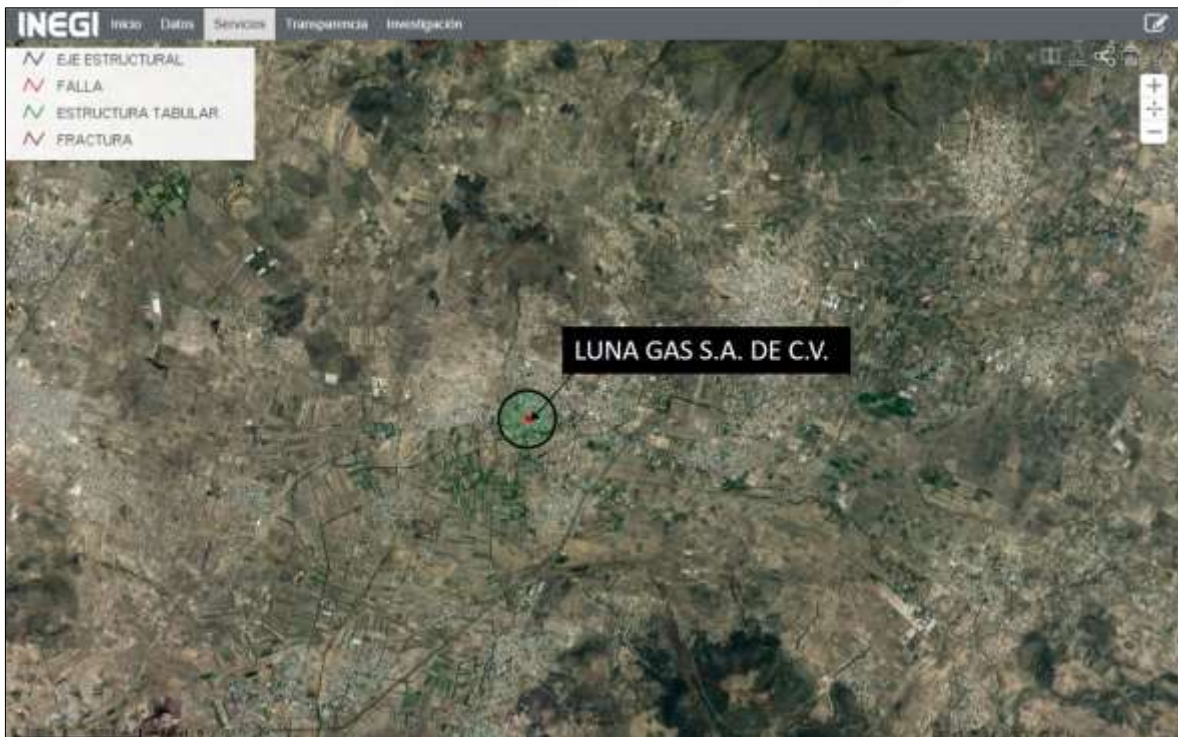 INEGI Inicio Datos Servicios Transparencia Investigación
EJE ESTRUCTURAL
FALLA
ESTRUCTURA TABULAR
FRACTURA
LUNA GAS S.A. DE C.V.